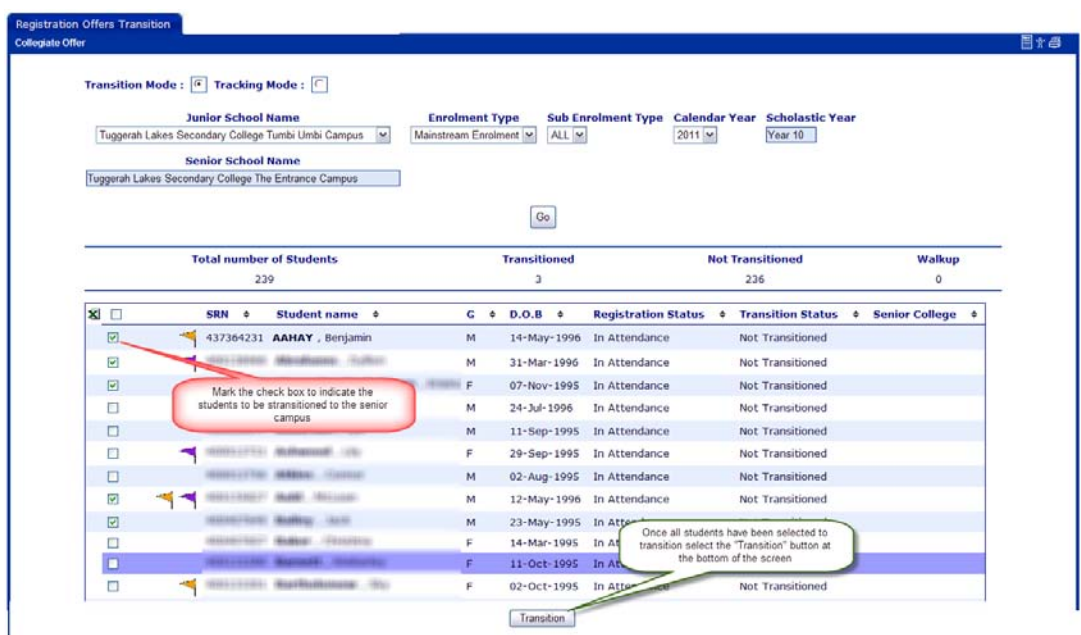 Registration Offers Transition
Collegiate Offer
Transition Mode : Tracking Mode :
Junior School Name Enrolment Type Sub Enrolment Type Calendar Year Scholastic Year
Tuggerah Lakes Secondary College Tumbi Umbi Campus Mainstream Enrolment ALL 2011 Year 10
Senior School Name
Tuggerah Lakes Secondary College The Entrance Campus
Go
Total number of Students Transitioned Not Transitioned Walkup
239 3 236 0
SRN Student name G D.O.B Registration Status Transition Status Senior College
437364231 AAHAY , Benjamin M 14-May-1996 In Attendance Not Transitioned
M 31-Mar-1996 In Attendance Not Transitioned
F 07-Nov-1995 In Attendance Not Transitioned
M 24-Jul-1996 In Attendance Not Transitioned
M 11-Sep-1995 In Attendance Not Transitioned
F 29-Sep-1995 In Attendance Not Transitioned
M 02-Aug-1995 In Attendance Not Transitioned
M 12-May-1996 In Attendance Not Transitioned
M 23-May-1995 In
F 14-Mar-1995 In
F 11-Oct-1995 In
F 02-Oct-1995 In Not Transitioned
Mark the check box to indicate the
students to be stransitioned to the senior
campus
Once all students have been selected to
transition select the "Transition" button at
the bottom of the screen
Transition